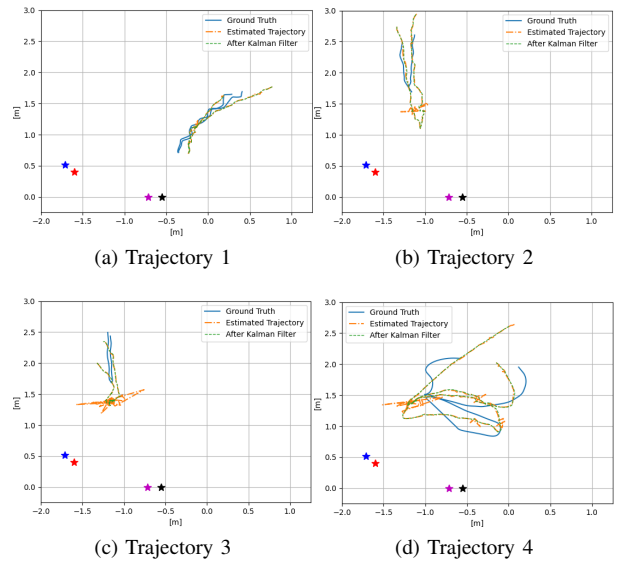 Ground Truth
Estimated Trajectory
After Kalman Filter
[m]
3.0
2.5
2.0
1.5
1.0
0.5
0.0
−2.0 −1.5 −1.0 −0.5 0.0 0.5 1.0
[m]
(a) Trajectory 1
Ground Truth
Estimated Trajectory
After Kalman Filter
[m]
3.0
2.5
2.0
1.5
1.0
0.5
0.0
−2.0 −1.5 −1.0 −0.5 0.0 0.5 1.0
[m]
(b) Trajectory 2
Ground Truth
Estimated Trajectory
After Kalman Filter
[m]
3.0
2.5
2.0
1.5
1.0
0.5
0.0
−2.0 −1.5 −1.0 −0.5 0.0 0.5 1.0
[m]
(c) Trajectory 3
Ground Truth
Estimated Trajectory
After Kalman Filter
[m]
3.0
2.5
2.0
1.5
1.0
0.5
0.0
−2.0 −1.5 −1.0 −0.5 0.0 0.5 1.0
[m]
(d) Trajectory 4